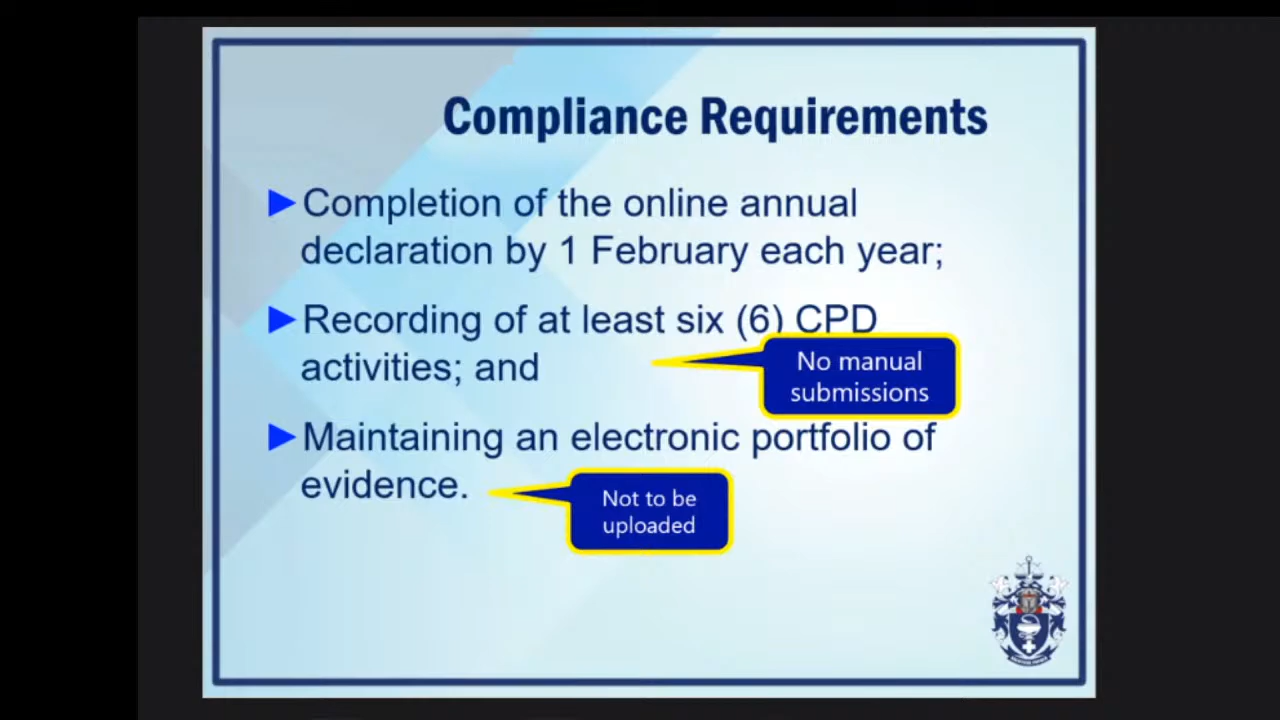 Compliance Requirements
►Completion of the online annual
declaration by 1 February each year;
►Recording of at least six (6) CPD
activities; and
No manual
submissions
►Maintaining an electronic portfolio of
evidence.
Not to be
uploaded